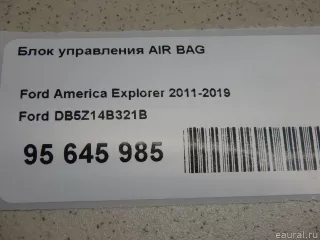 Блок управления AIR BAG
Ford America Explorer 2011-2019
Ford DB5Z14B321B
95 645 985
eaural.ru